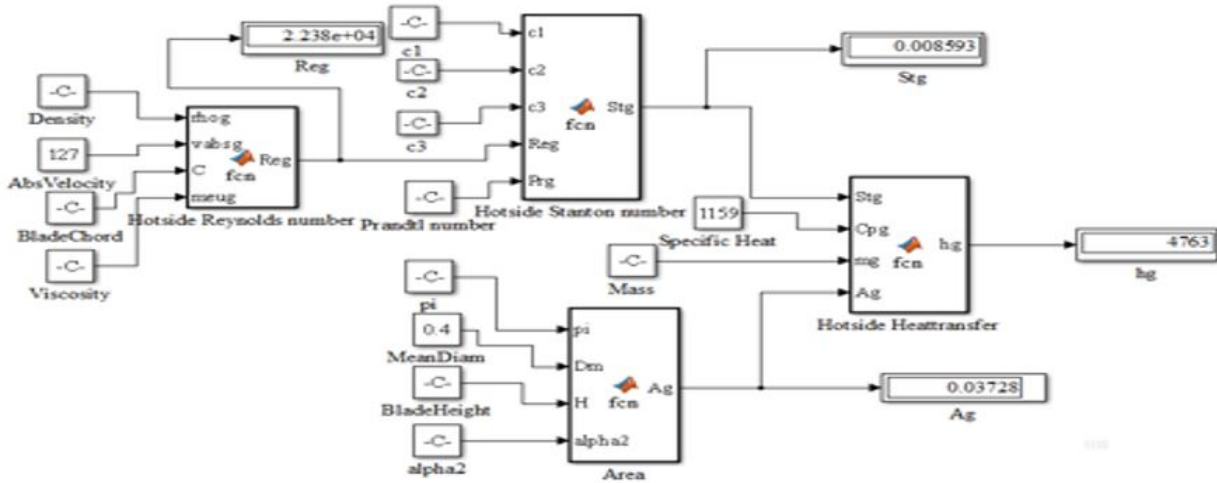 -C-
c1
2.238e+04
Reg
-C-
c2
-C-
c3
-C-
Density
127
AbsVelocity
-C-
BladeChord
-C-
Viscosity
rhog
vabsg
C
meug
fcn
Reg
Hotside Reynolds number
-C-
Prandtl number
c1
c2
c3
Reg
Prg
fcn
Stg
Hotside Stanton number
0.008593
Stg
1159
Specific Heat
-C-
Mass
Stg
Cpg
mg
Ag
fcn
hg
Hotside Heattransfer
4763
hg
-C-
pi
0.4
MeanDiam
-C-
BladeHeight
-C-
alpha2
pi
Dm
H
alpha2
fcn
Ag
Area
0.03728
Ag